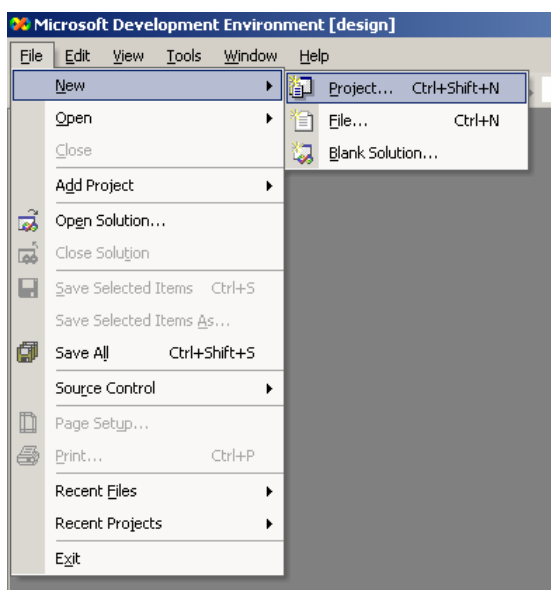 Microsoft Development Environment [design]
File Edit View Tools Window Help
New
Project... Ctrl+Shift+N
Open
File... Ctrl+N
Close
Blank Solution...
Add Project
Open Solution...
Close Solution
Save Selected Items Ctrl+S
Save Selected Items As...
Save All Ctrl+Shift+S
Source Control
Page Setup...
Print... Ctrl+P
Recent Files
Recent Projects
Exit